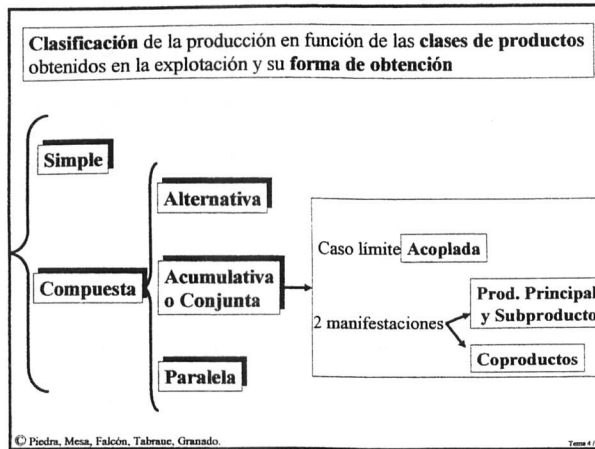 Clasificación de la producción en función de las clases de productos
obtenidos en la explotación y su forma de obtención
Simple
Compuesta
Alternativa
Acumulativa
o Conjunta
Paralela
Caso límite Acoplada
2 manifestaciones
Prod. Principal
y Subproducto
Coproductos
© Piedra, Mesa, Falcón, Tabraue, Granado.
Tema 4 /